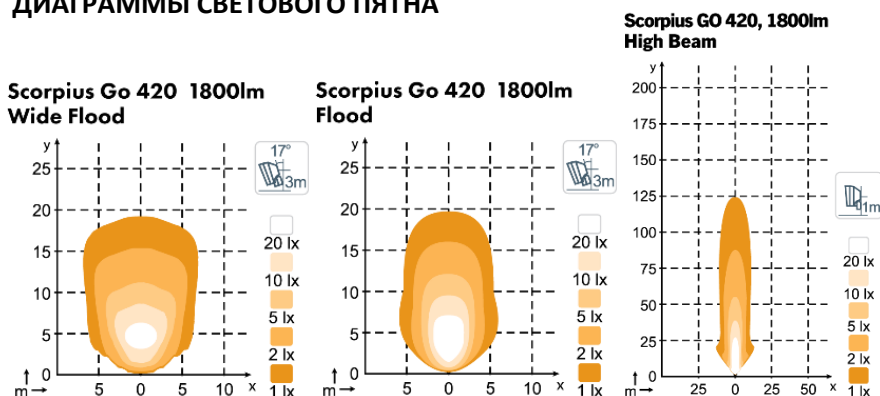 ДИАГРАММЫ СВЕТОВОГО ПЯТНА
Scorpius Go 420 1800lm
Wide Flood
y
25
20
15
10
5
0
m
5 0 5 10 x
17°
3m
20 lx
10 lx
5 lx
2 lx
1 lx
Scorpius Go 420 1800lm
Flood
y
25
20
15
10
5
0
m
5 0 5 10 x
17°
3m
20 lx
10 lx
5 lx
2 lx
1 lx
Scorpius GO 420, 1800lm
High Beam
y
200
175
150
125
100
75
50
25
0
m
25 0 25 50 x
1m
20 lx
10 lx
5 lx
2 lx
1 lx